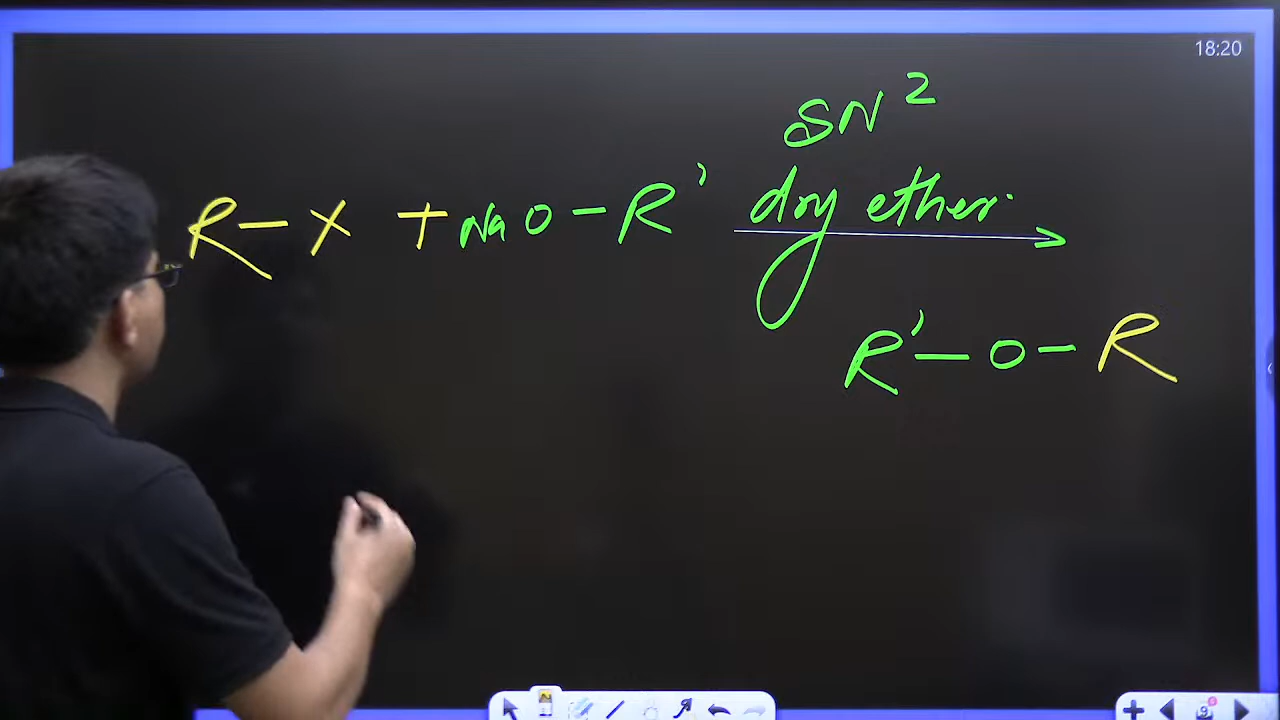 18:20
SN²
R - X + NaO - R' dry ether.
R' - O - R